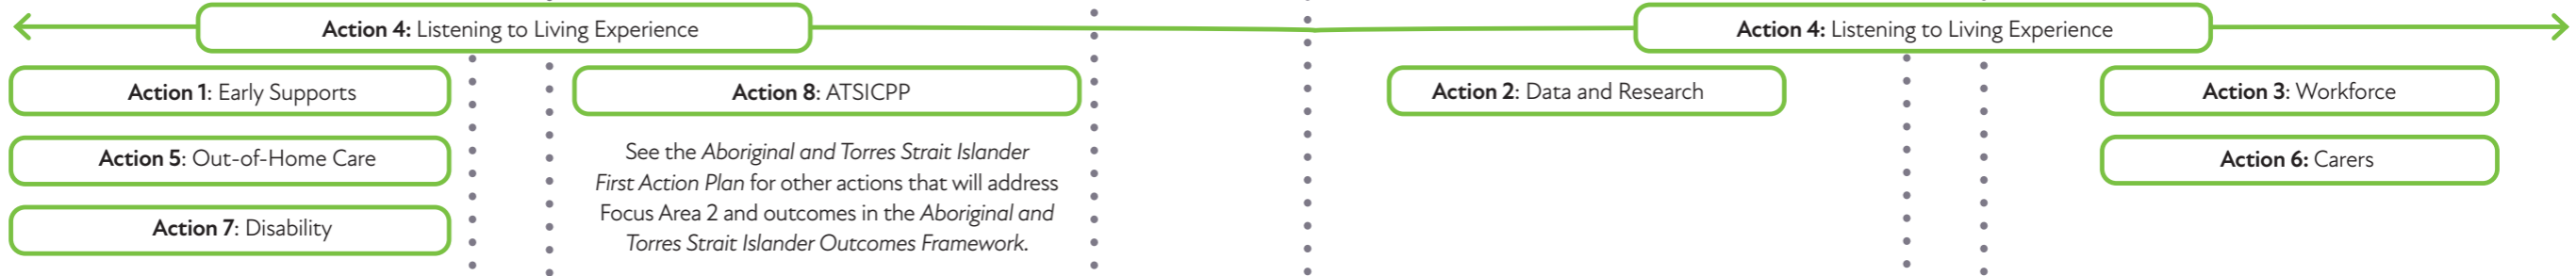 Action 4: Listening to Living Experience
Action 4: Listening to Living Experience
Action 1: Early Supports
Action 5: Out-of-Home Care
Action 7: Disability
Action 8: ATSICPP
See the Aboriginal and Torres Strait Islander
First Action Plan for other actions that will address
Focus Area 2 and outcomes in the Aboriginal and
Torres Strait Islander Outcomes Framework.
Action 2: Data and Research
Action 3: Workforce
Action 6: Carers